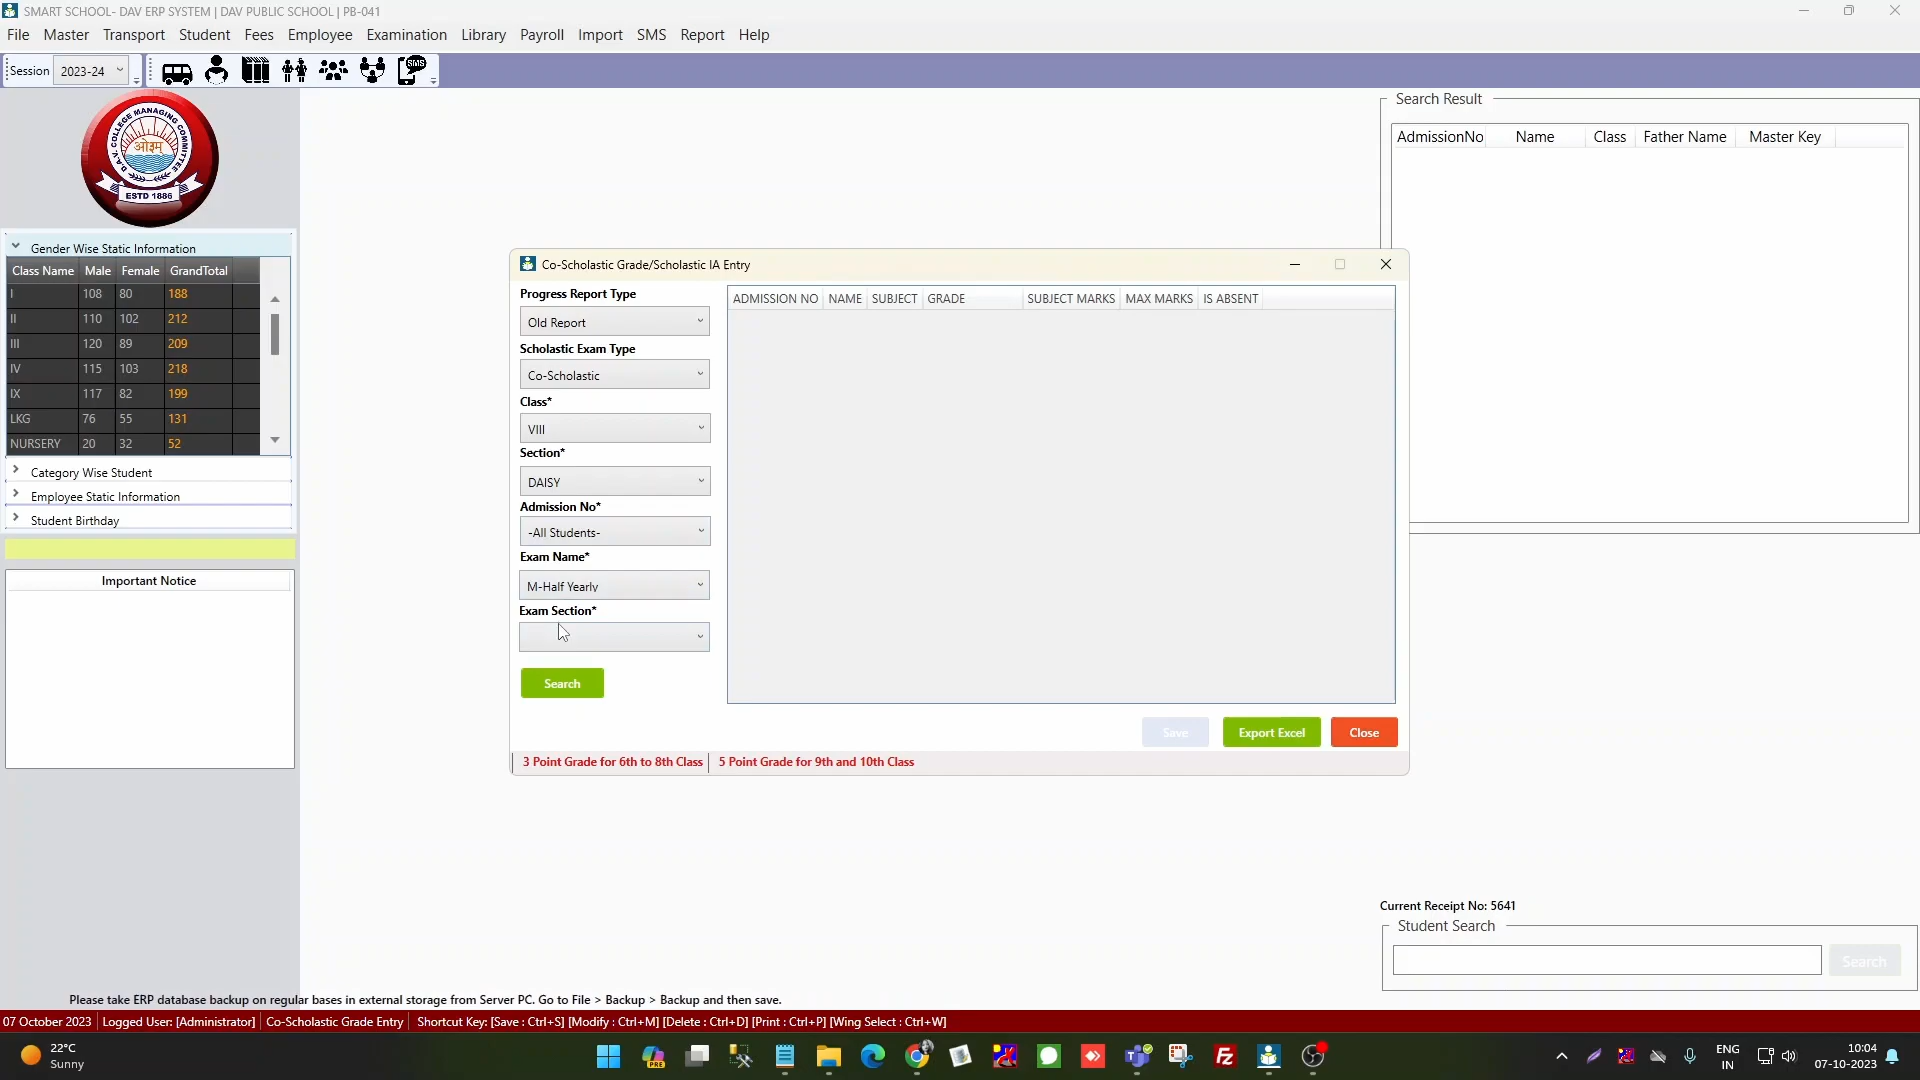 SMART SCHOOL- DAV ERP SYSTEM | DAV PUBLIC SCHOOL | PB-041
File Master Transport Student Fees Employee Examination Library Payroll Import SMS Report Help
Session 2023-24 SMS
D.A.V. COLLEGE MANAGING COMMITTEE
ओ३म्
ESTD 1886
Gender Wise Static Information
Class Name Male Female GrandTotal
I 108 80 188
II 110 102 212
III 120 89 209
IV 115 103 218
IX 117 82 199
LKG 76 55 131
NURSERY 20 32 52
Category Wise Student
Employee Static Information
Student Birthday
Important Notice
Co-Scholastic Grade/Scholastic IA Entry
Progress Report Type
Old Report
Scholastic Exam Type
Co-Scholastic
Class*
VIII
Section*
DAISY
Admission No*
-All Students-
Exam Name*
M-Half Yearly
Exam Section*
Search
ADMISSION NO NAME SUBJECT GRADE SUBJECT MARKS MAX MARKS IS ABSENT
Save Export Excel Close
3 Point Grade for 6th to 8th Class 5 Point Grade for 9th and 10th Class
Search Result
AdmissionNo Name Class Father Name Master Key
Current Receipt No: 5641
Student Search
Search
Please take ERP database backup on regular bases in external storage from Server PC. Go to File > Backup > Backup and then save.
07 October 2023 Logged User: [Administrator] Co-Scholastic Grade Entry Shortcut Key: [Save : Ctrl+S] [Modify : Ctrl+M] [Delete : Ctrl+D] [Print : Ctrl+P] [Wing Select : Ctrl+W]
22°C
Sunny
PRE
FZ
ENG
IN
10:04
07-10-2023